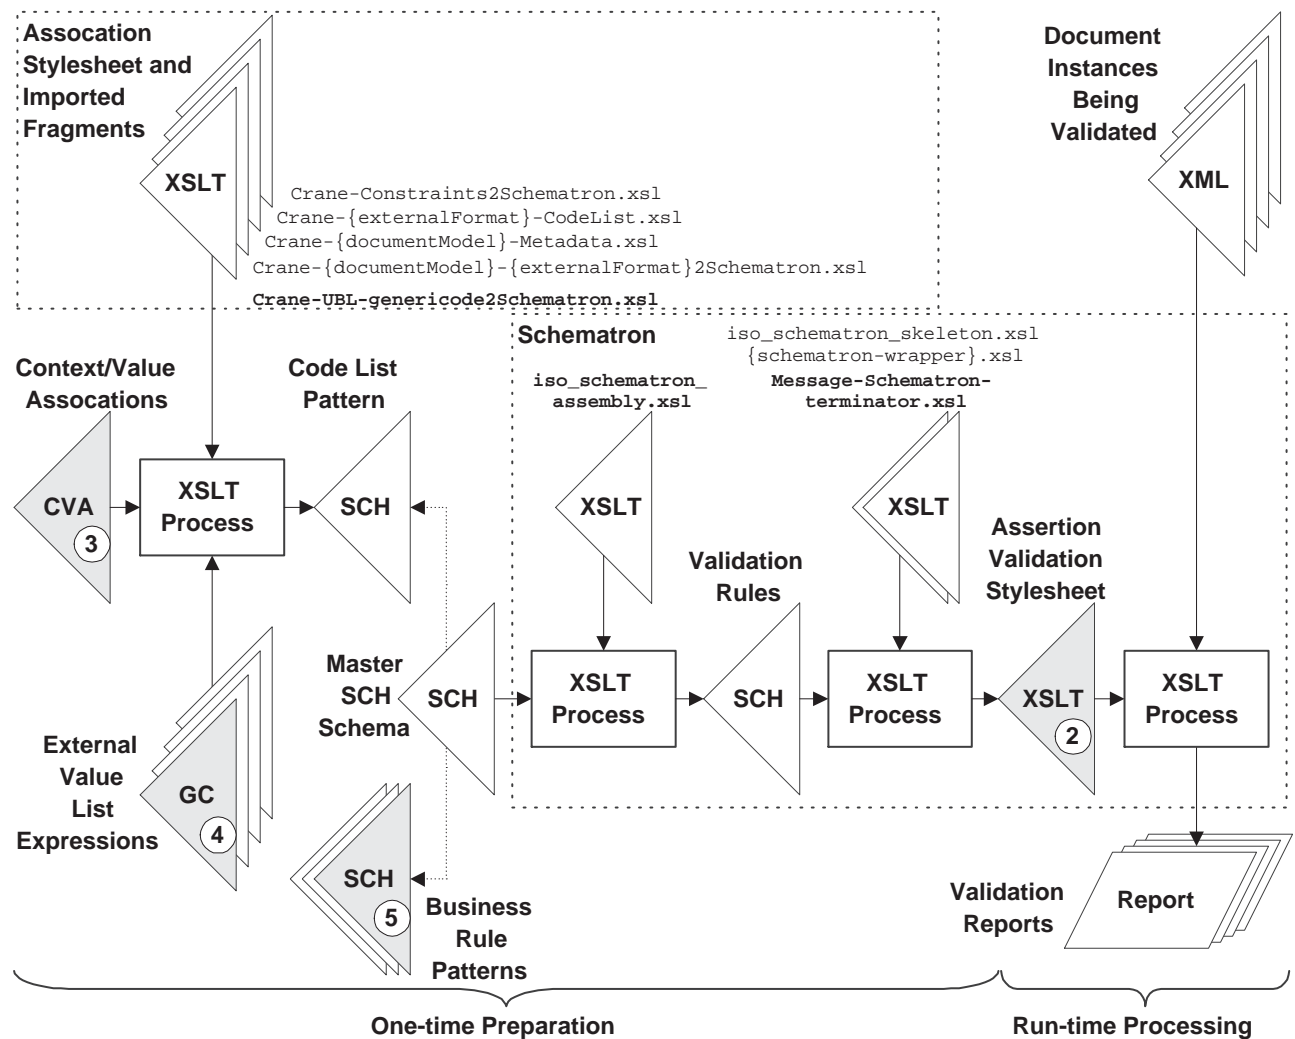 Assocation
Stylesheet and
Imported
Fragments
XSLT
Crane-Constraints2Schematron.xsl
Crane-{externalFormat}-CodeList.xsl
Crane-{documentModel}-Metadata.xsl
Crane-{documentModel}-{externalFormat}2Schematron.xsl
Crane-UBL-genericode2Schematron.xsl
Document
Instances
Being
Validated
XML
Context/Value
Assocations
CVA
3
XSLT
Process
Code List
Pattern
SCH
Schematron
iso_schematron_
assembly.xsl
XSLT
iso_schematron_skeleton.xsl
{schematron-wrapper}.xsl
Message-Schematron-
terminator.xsl
XSLT
External
Value
List
Expressions
GC
4
Master
SCH
Schema
SCH
XSLT
Process
Validation
Rules
SCH
XSLT
Process
Assertion
Validation
Stylesheet
XSLT
2
XSLT
Process
SCH
5
Business
Rule
Patterns
Validation
Reports
Report
One-time Preparation
Run-time Processing